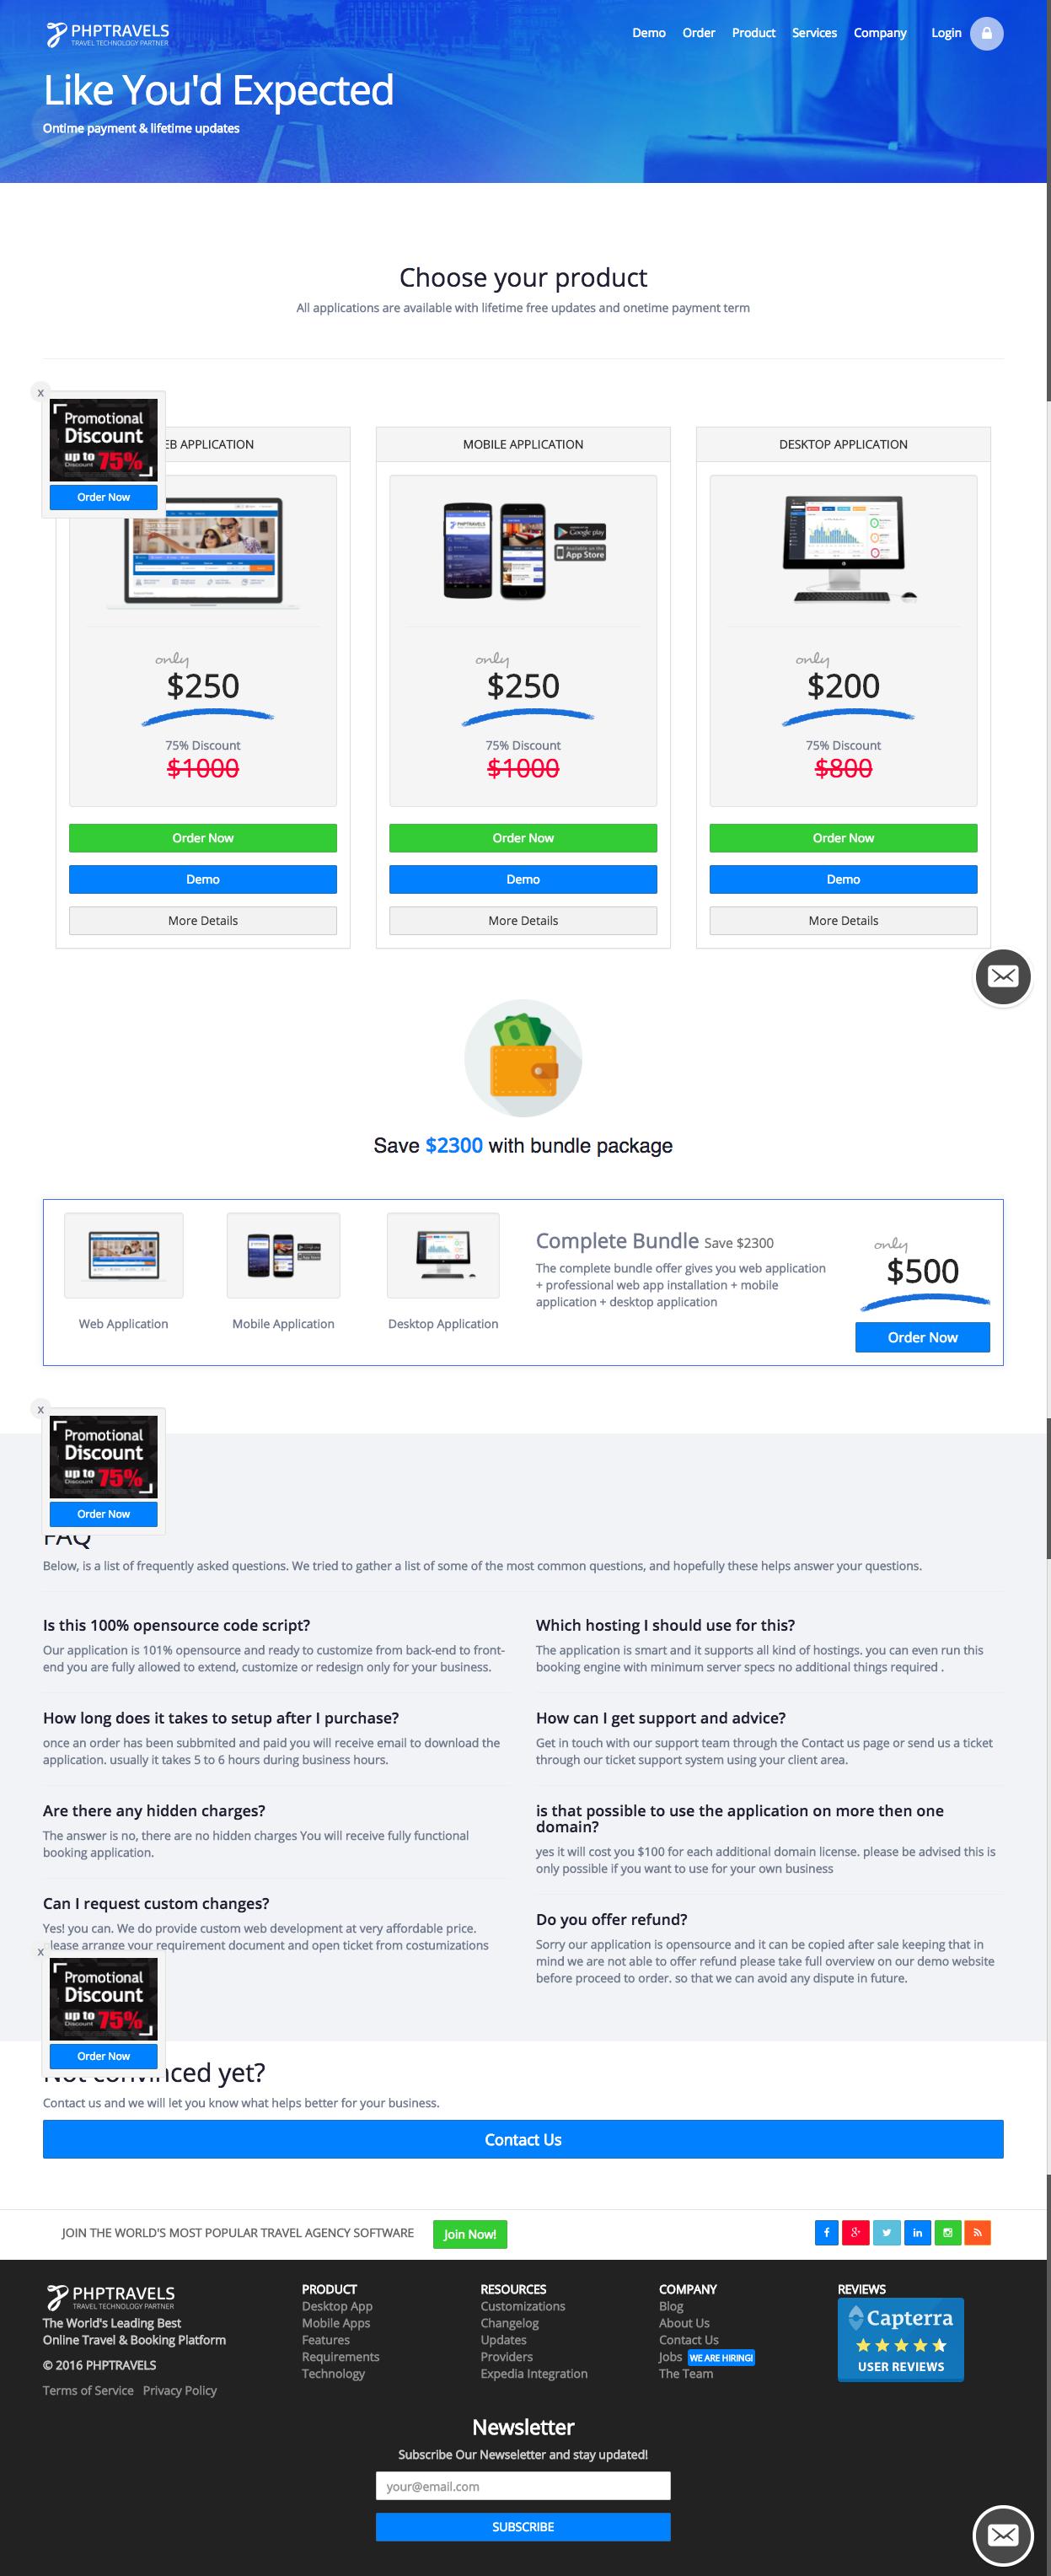 PHPTRAVELS
TRAVEL TECHNOLOGY PARTNER
Demo Order Product Services Company Login
Like You'd Expected
Ontime payment & lifetime updates
Choose your product
All applications are available with lifetime free updates and onetime payment term
x
Promotional
Discount
up to 75%
Discount
Order Now
EB APPLICATION
MOBILE APPLICATION
DESKTOP APPLICATION
PHPTRAVELS
Google play
Available on the
App Store
only
$250
75% Discount
$1000
Order Now
Demo
More Details
only
$250
75% Discount
$1000
Order Now
Demo
More Details
only
$200
75% Discount
$800
Order Now
Demo
More Details
Save $2300 with bundle package
Web Application
Mobile Application
Desktop Application
Complete Bundle Save $2300
The complete bundle offer gives you web application
+ professional web app installation + mobile
application + desktop application
only
$500
Order Now
x
Promotional
Discount
up to 75%
Discount
Order Now
FAQ
Below, is a list of frequently asked questions. We tried to gather a list of some of the most common questions, and hopefully these helps answer your questions.
Is this 100% opensource code script?
Our application is 101% opensource and ready to customize from back-end to front-
end you are fully allowed to extend, customize or redesign only for your business.
How long does it takes to setup after I purchase?
once an order has been subbmited and paid you will receive email to download the
application. usually it takes 5 to 6 hours during business hours.
Are there any hidden charges?
The answer is no, there are no hidden charges You will receive fully functional
booking application.
Can I request custom changes?
Yes! you can. We do provide custom web development at very affordable price.
lease arrange your requirement document and open ticket from costumizations
Which hosting I should use for this?
The application is smart and it supports all kind of hostings. you can even run this
booking engine with minimum server specs no additional things required .
How can I get support and advice?
Get in touch with our support team through the Contact us page or send us a ticket
through our ticket support system using your client area.
is that possible to use the application on more then one
domain?
yes it will cost you $100 for each additional domain license. please be advised this is
only possible if you want to use for your own business
Do you offer refund?
Sorry our application is opensource and it can be copied after sale keeping that in
mind we are not able to offer refund please take full overview on our demo website
before proceed to order. so that we can avoid any dispute in future.
x
Promotional
Discount
up to 75%
Discount
Order Now
Not convinced yet?
Contact us and we will let you know what helps better for your business.
Contact Us
JOIN THE WORLD'S MOST POPULAR TRAVEL AGENCY SOFTWARE
Join Now!
PHPTRAVELS
TRAVEL TECHNOLOGY PARTNER
The World's Leading Best
Online Travel & Booking Platform
© 2016 PHPTRAVELS
Terms of Service Privacy Policy
PRODUCT
Desktop App
Mobile Apps
Features
Requirements
Technology
RESOURCES
Customizations
Changelog
Updates
Providers
Expedia Integration
COMPANY
Blog
About Us
Contact Us
Jobs WE ARE HIRING!
The Team
REVIEWS
Capterra
USER REVIEWS
Newsletter
Subscribe Our Newseletter and stay updated!
your@email.com
SUBSCRIBE